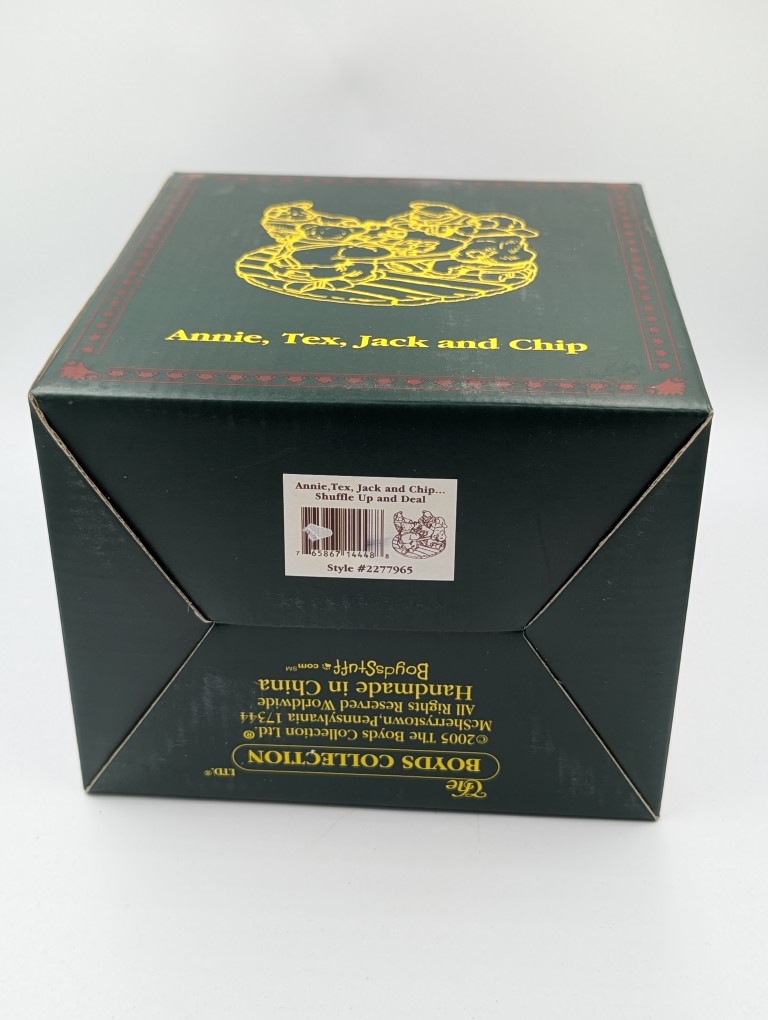 Annie, Tex, Jack and Chip
Annie,Tex, Jack and Chip...
Shuffle Up and Deal
7 65867 14448 8
Style #2277965
The
BOYDS COLLECTION
LTD.®
©2005 The Boyds Collection Ltd.®
McSherrystown,Pennsylvania 17344
All Rights Reserved Worldwide
Handmade in China
BoydsStuff.com℠